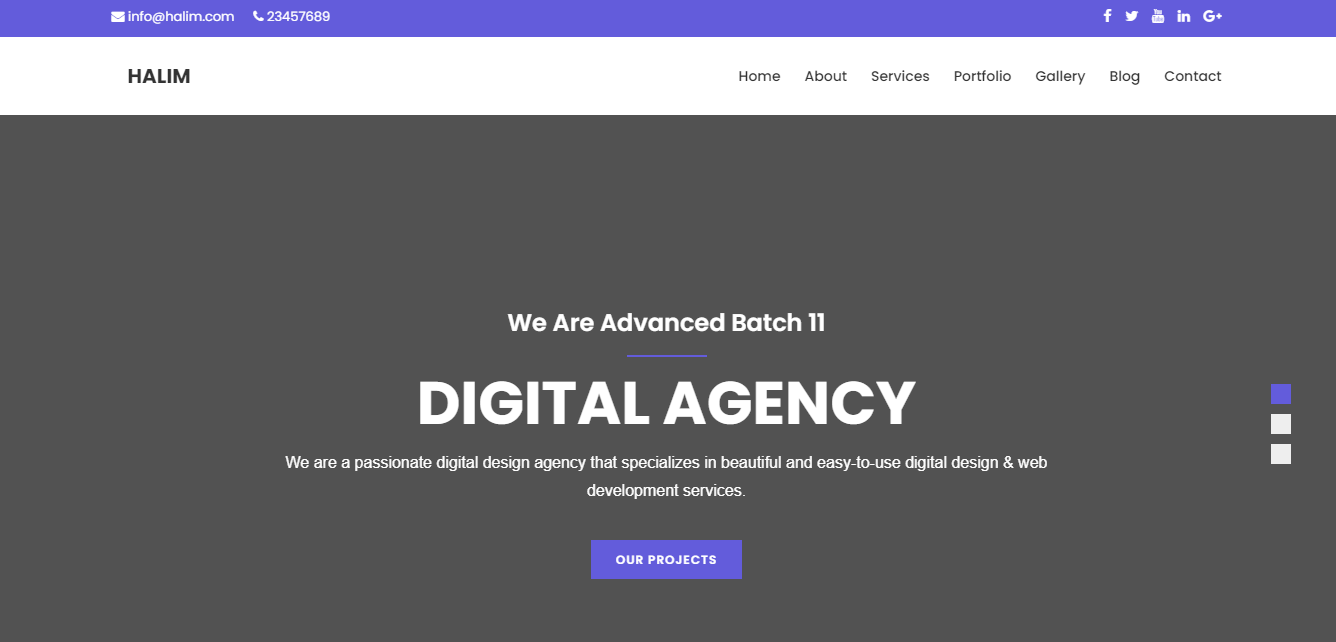 info@halim.com 23457689
HALIM
Home About Services Portfolio Gallery Blog Contact
We Are Advanced Batch 11
DIGITAL AGENCY
We are a passionate digital design agency that specializes in beautiful and easy-to-use digital design & web
development services.
OUR PROJECTS